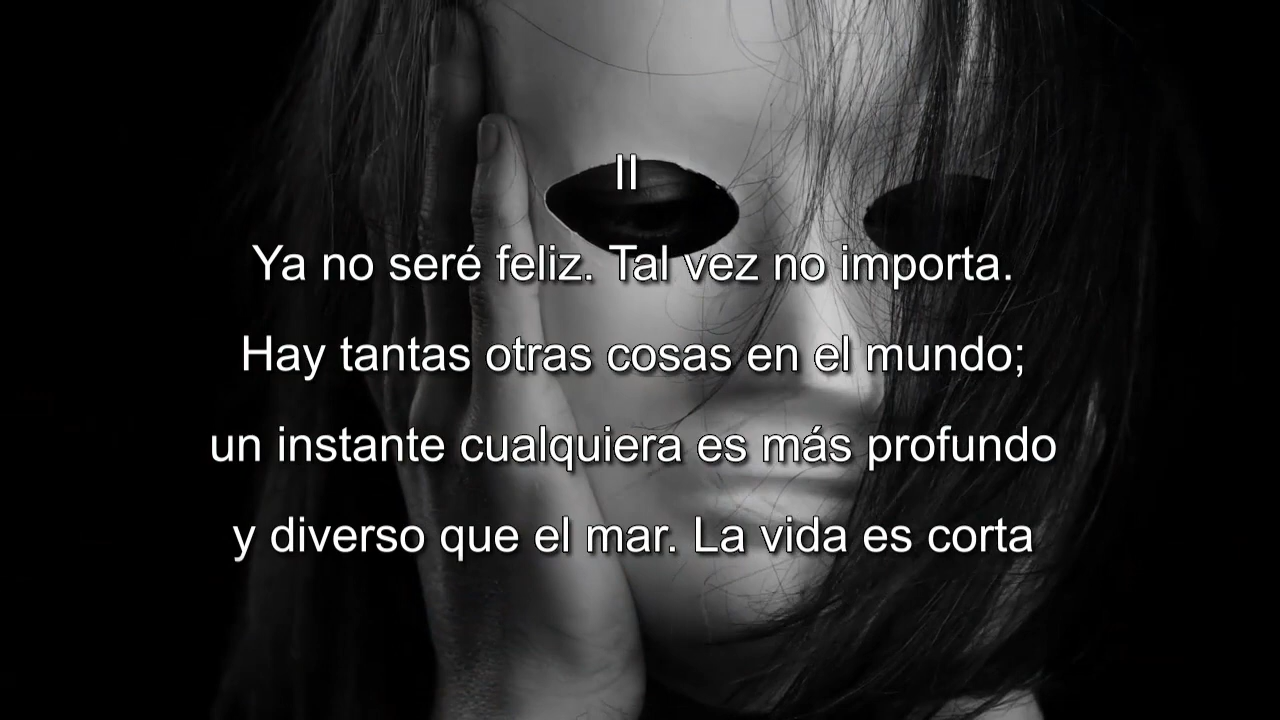 II
Ya no seré feliz. Tal vez no importa.
Hay tantas otras cosas en el mundo;
un instante cualquiera es más profundo
y diverso que el mar. La vida es corta